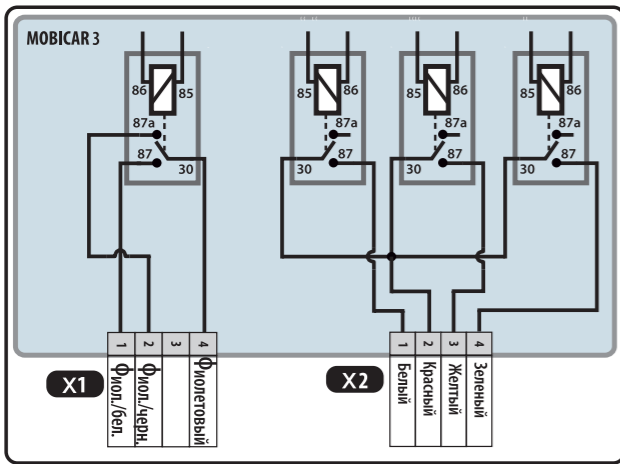 MOBICAR 3
86 85
87a
87
30
85 86
87a
87
30
85 86
87a
87
30
85 86
87a
87
30
1 2 3 4
Фиол./бел.
Фиол./черн.
Фиолетовый
X1
1 2 3 4
Белый
Красный
Желтый
Зеленый
X2